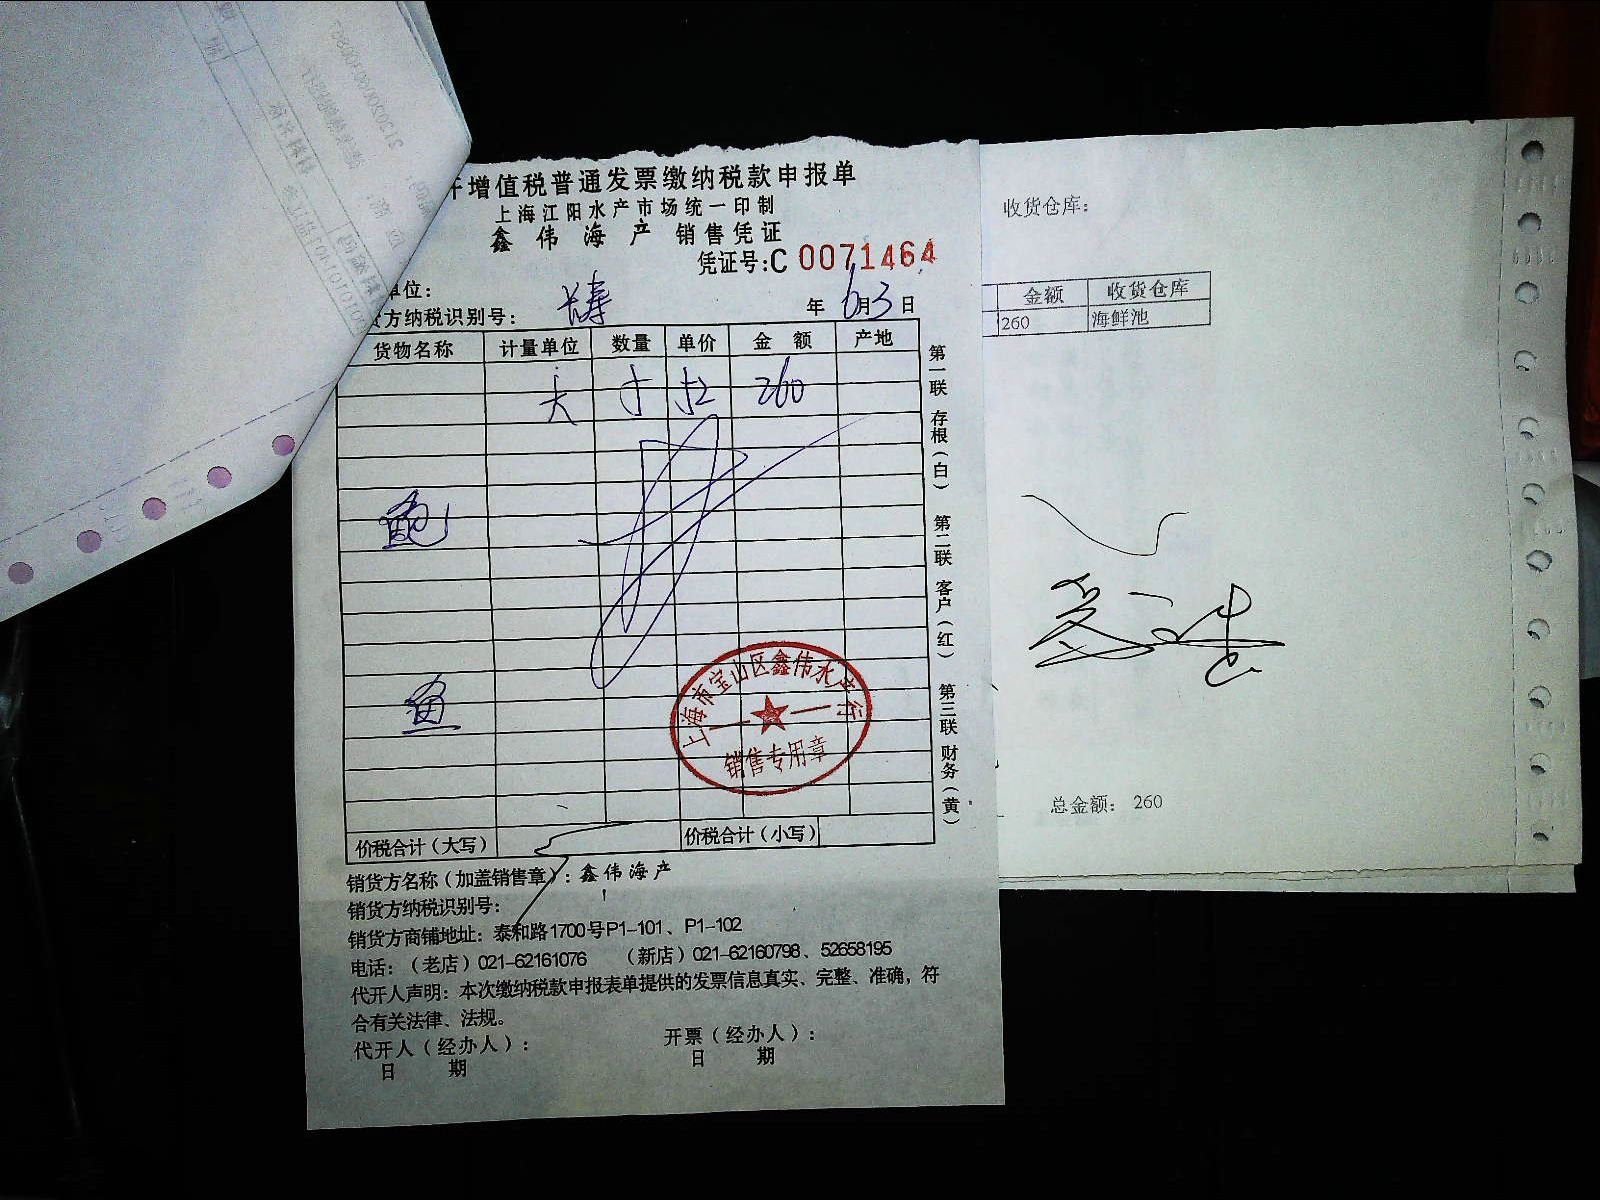 开增值税普通发票缴纳税款申报单
上海江阳水产市场统一印制
鑫伟海产 销售凭证
凭证号:C 0071464
单位:
货方纳税识别号:
年 6月3日
货物名称 计量单位 数量 单价 金额 产地
260
鲍
鱼
第一联 存根(白) 第二联 客户(红) 第三联 财务(黄)
上海市宝山区鑫伟水产行
销售专用章
价税合计(大写) 价税合计(小写)
销货方名称(加盖销售章):鑫伟海产
销货方纳税识别号:
销货方商铺地址:泰和路1700号P1-101、P1-102
电话:(老店)021-62161076 (新店)021-62160798、52658195
代开人声明:本次缴纳税款申报表单提供的发票信息真实、完整、准确,符
合有关法律、法规。
代开人(经办人): 开票(经办人):
日 期 日 期
收货仓库:
金额 收货仓库
260 海鲜池
总金额: 260